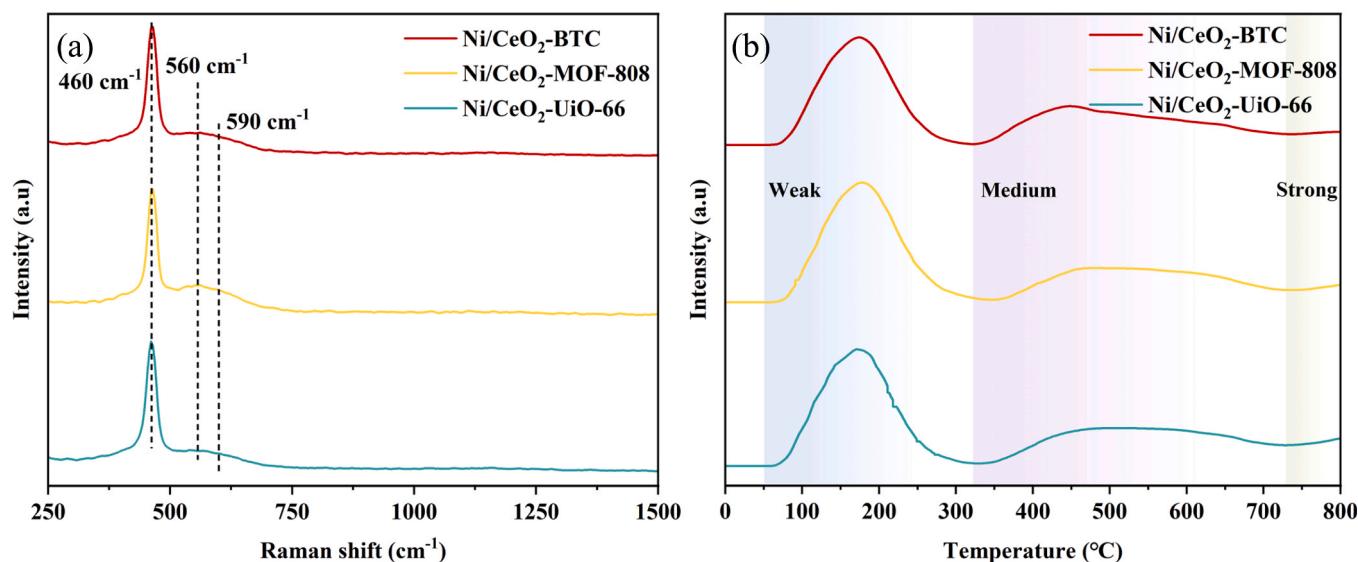 (a)
Ni/CeO₂-BTC
Ni/CeO₂-MOF-808
Ni/CeO₂-UiO-66
460 cm⁻¹
560 cm⁻¹
590 cm⁻¹
Intensity (a.u)
250 500 750 1000 1250 1500
Raman shift (cm⁻¹)
(b)
Ni/CeO₂-BTC
Ni/CeO₂-MOF-808
Ni/CeO₂-UiO-66
Weak
Medium
Strong
Intensity (a.u)
0 100 200 300 400 500 600 700 800
Temperature (℃)